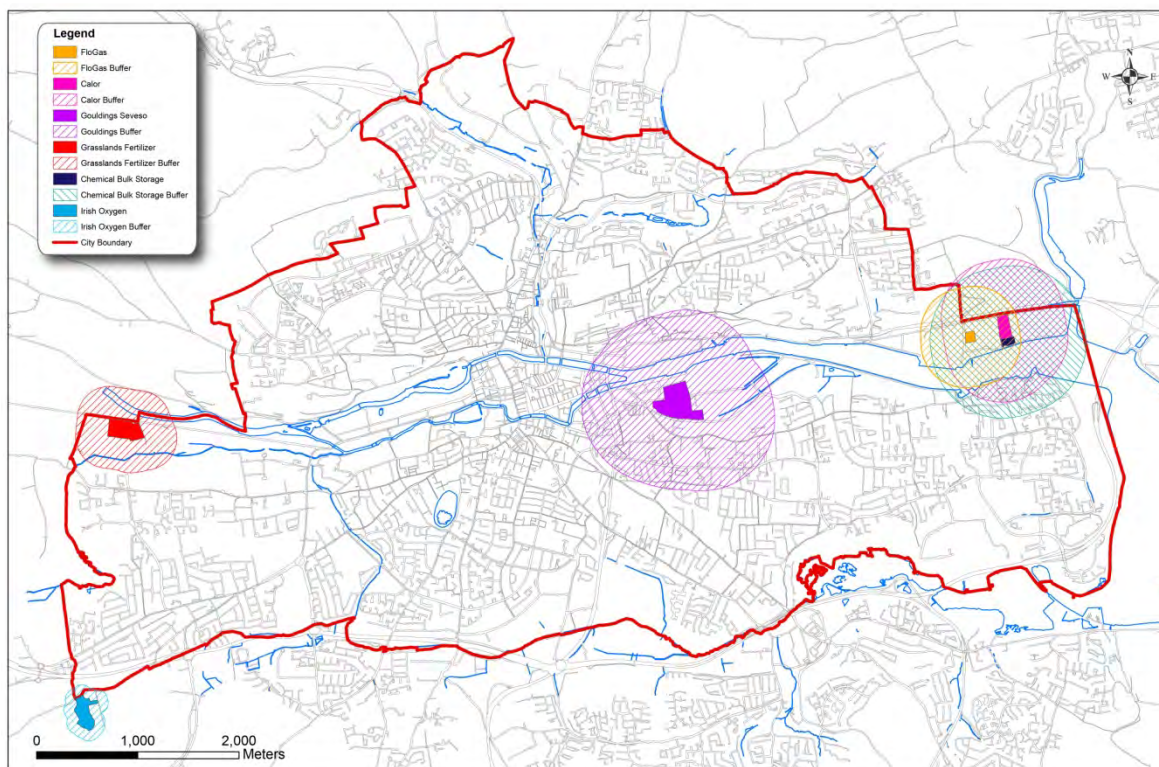 Legend
FloGas
FloGas Buffer
Calor
Calor Buffer
Gouldings Seveso
Gouldings Buffer
Grasslands Fertilizer
Grasslands Fertilizer Buffer
Chemical Bulk Storage
Chemical Bulk Storage Buffer
Irish Oxygen
Irish Oxygen Buffer
City Boundary
N
W E
S
0 1,000 2,000
Meters